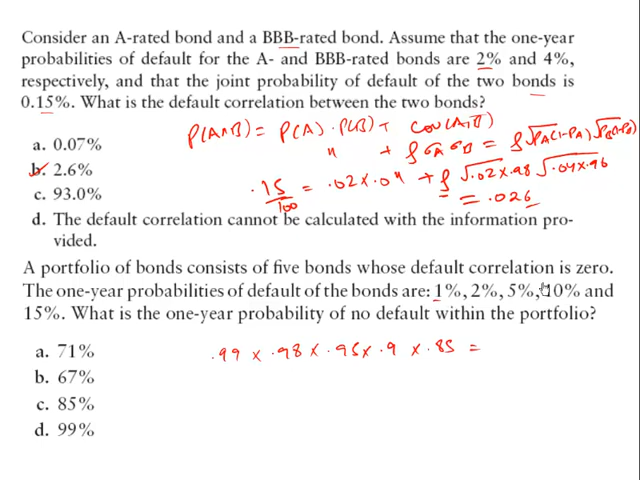 Consider an A-rated bond and a BBB-rated bond. Assume that the one-year
probabilities of default for the A- and BBB-rated bonds are 2% and 4%,
respectively, and that the joint probability of default of the two bonds is
0.15%. What is the default correlation between the two bonds?
P(A∩B) = P(A) . P(B) + COV(A,B)
a. 0.07%
" + ρ σA σB = ρ √PA(1-PA) √PB(1-PB)
b. 2.6%
.15/100 = .02 x .04 + ρ √.02 x .98 √.04 x .96
c. 93.0%
= .026
d. The default correlation cannot be calculated with the information pro-
vided.
A portfolio of bonds consists of five bonds whose default correlation is zero.
The one-year probabilities of default of the bonds are: 1%, 2%, 5%, 10% and
15%. What is the one-year probability of no default within the portfolio?
a. 71%
.99 x .98 x .95 x .9 x .85 =
b. 67%
c. 85%
d. 99%